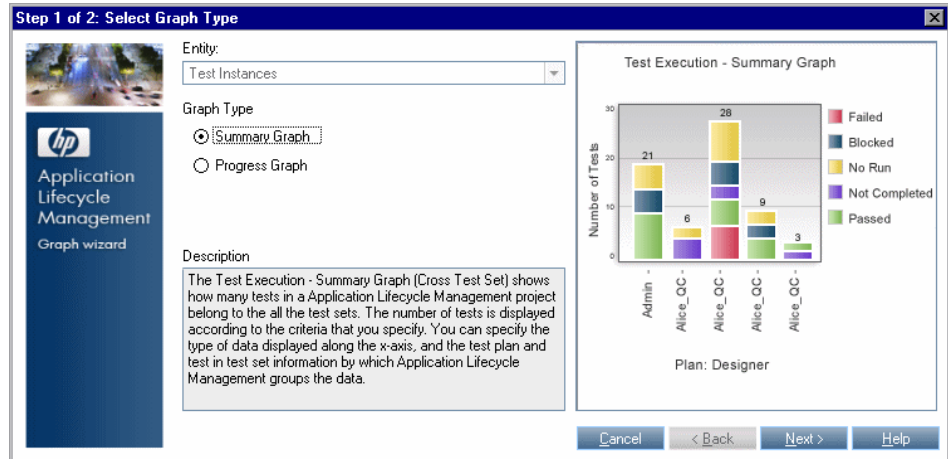 Step 1 of 2: Select Graph Type
Entity:
Test Instances
Graph Type
Summary Graph
Progress Graph
hp
Application
Lifecycle
Management
Graph wizard
Description
The Test Execution - Summary Graph (Cross Test Set) shows
how many tests in a Application Lifecycle Management project
belong to the all the test sets. The number of tests is displayed
according to the criteria that you specify. You can specify the
type of data displayed along the x-axis, and the test plan and
test in test set information by which Application Lifecycle
Management groups the data.
Test Execution - Summary Graph
Number of Tests
30
20
10
0
21
6
28
9
3
Admin -
Alice_QC -
Alice_QC -
Alice_QC -
Alice_QC -
Plan: Designer
Failed
Blocked
No Run
Not Completed
Passed
Cancel
< Back
Next >
Help